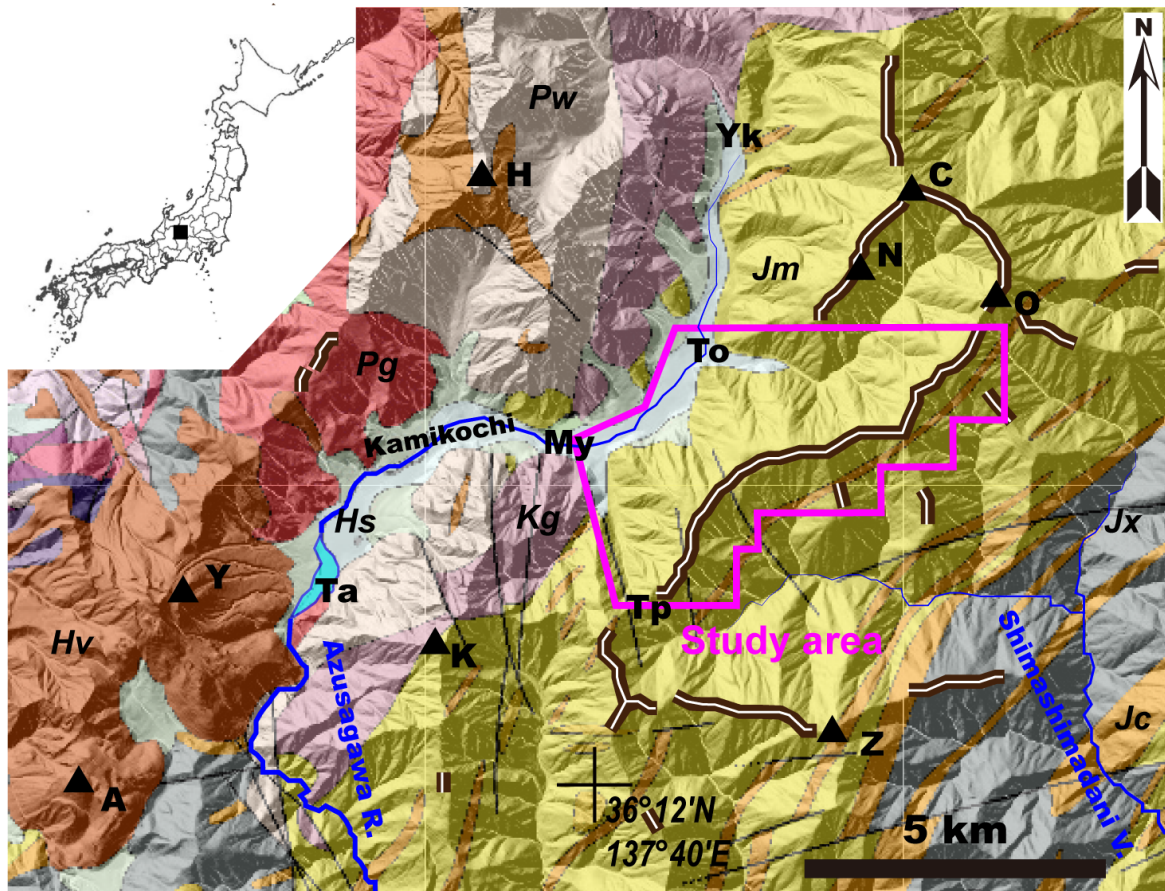 N
Pw
Yk
H
C
Jm
N
O
To
Pg
Kamikochi
My
Hs
Kg
Jx
Y
Ta
Tp
Study area
Hv
K
Azusagawa R.
Shimashimadani V.
Jc
Z
A
36°12'N
137°40'E
5 km